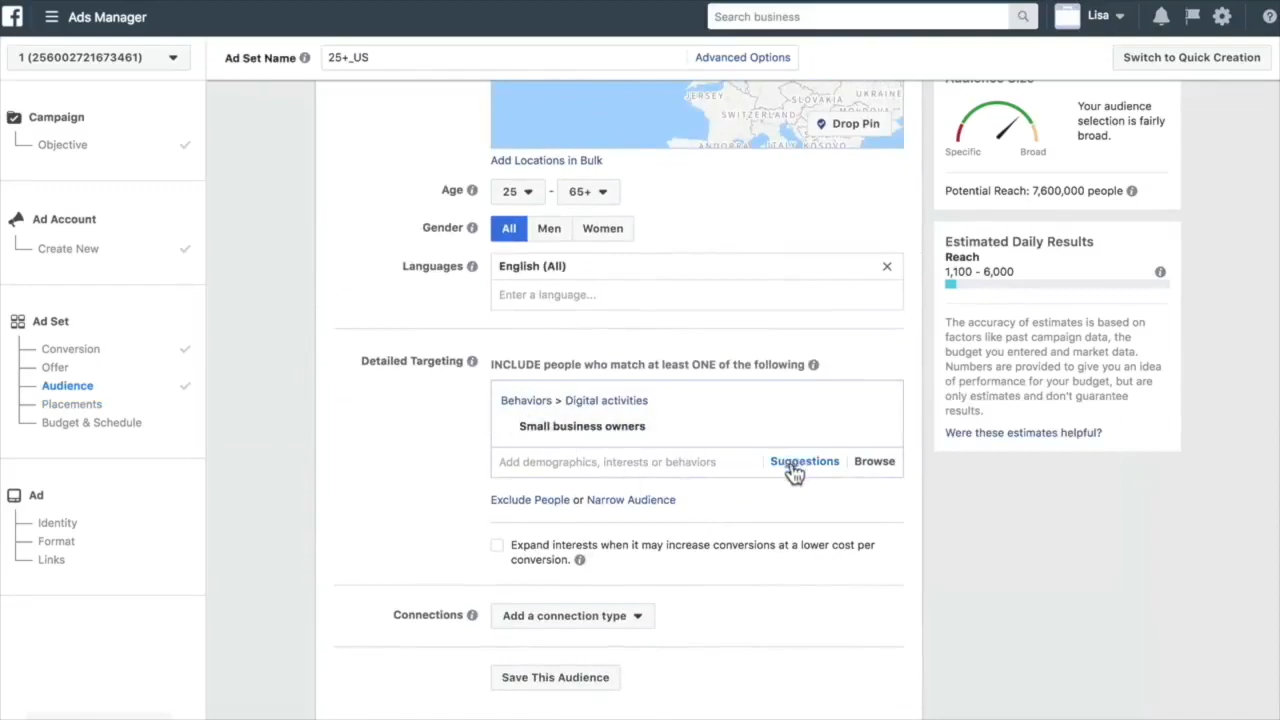 Ads Manager
Search business
Lisa
1 (256002721673461)
Ad Set Name
25+_US
Advanced Options
Switch to Quick Creation
Campaign
Objective
Ad Account
Create New
Ad Set
Conversion
Offer
Audience
Placements
Budget & Schedule
Ad
Identity
Format
Links
JERSEY
UKRAINE
SLOVAKIA
SWITZERLAND
ANDORRA
ITALY
KOSOVO
Drop Pin
Add Locations in Bulk
Age
25
-
65+
Gender
All
Men
Women
Languages
English (All)
Enter a language...
Detailed Targeting
INCLUDE people who match at least ONE of the following
Behaviors > Digital activities
Small business owners
Add demographics, interests or behaviors
Suggestions
Browse
Exclude People or Narrow Audience
Expand interests when it may increase conversions at a lower cost per
conversion.
Connections
Add a connection type
Save This Audience
Audience Size
Your audience
selection is fairly
broad.
Specific
Broad
Potential Reach: 7,600,000 people
Estimated Daily Results
Reach
1,100 - 6,000
The accuracy of estimates is based on
factors like past campaign data, the
budget you entered and market data.
Numbers are provided to give you an idea
of performance for your budget, but are
only estimates and don't guarantee
results.
Were these estimates helpful?